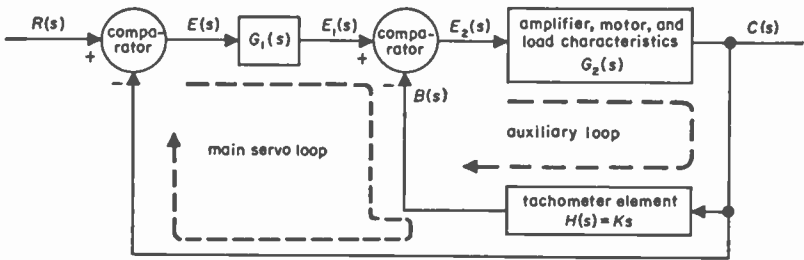 R(s)
+
-
compa-
rator
E(s)
G₁(s)
E₁(s)
+
-
compa-
rator
E₂(s)
B(s)
amplifier, motor, and
load characteristics
G₂(s)
C(s)
main servo loop
auxiliary loop
tachometer element
H(s) = Ks